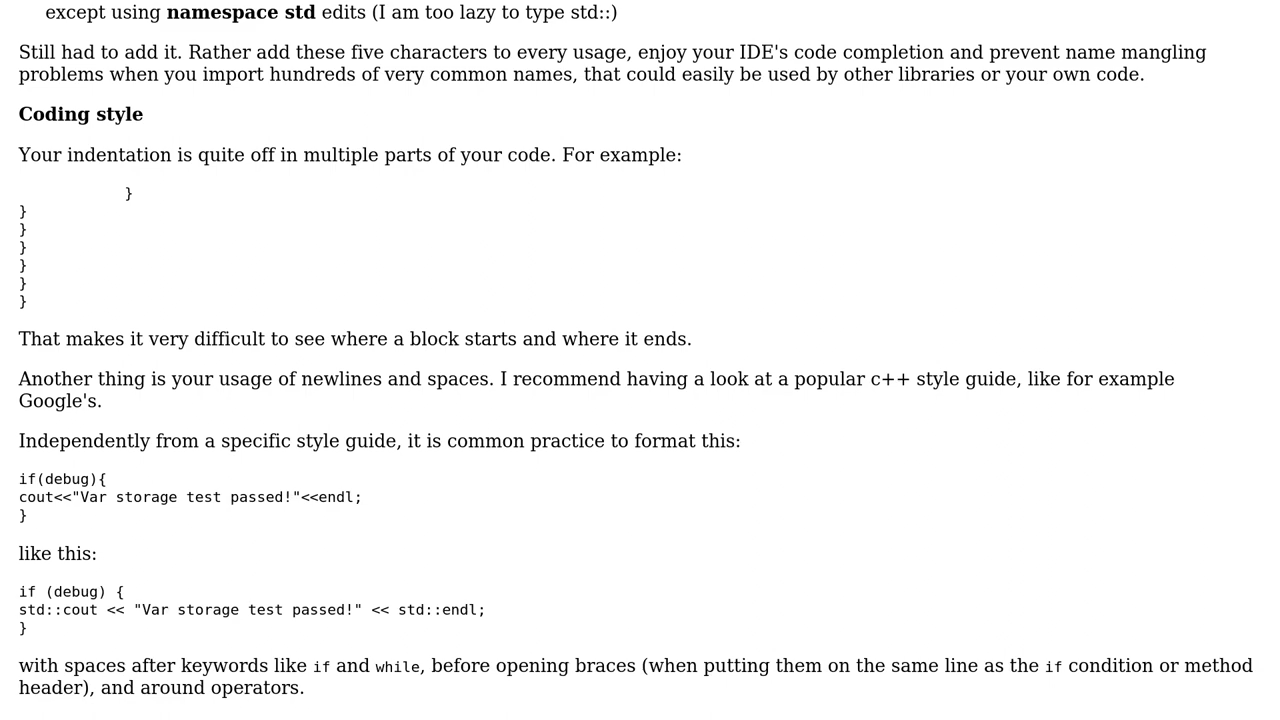 except using namespace std edits (I am too lazy to type std::)
Still had to add it. Rather add these five characters to every usage, enjoy your IDE's code completion and prevent name mangling
problems when you import hundreds of very common names, that could easily be used by other libraries or your own code.
Coding style
Your indentation is quite off in multiple parts of your code. For example:
            }
}
}
}
}
}
}
That makes it very difficult to see where a block starts and where it ends.
Another thing is your usage of newlines and spaces. I recommend having a look at a popular c++ style guide, like for example
Google's.
Independently from a specific style guide, it is common practice to format this:
if(debug){
cout<<"Var storage test passed!"<<endl;
}
like this:
if (debug) {
std::cout << "Var storage test passed!" << std::endl;
}
with spaces after keywords like if and while, before opening braces (when putting them on the same line as the if condition or method
header), and around operators.